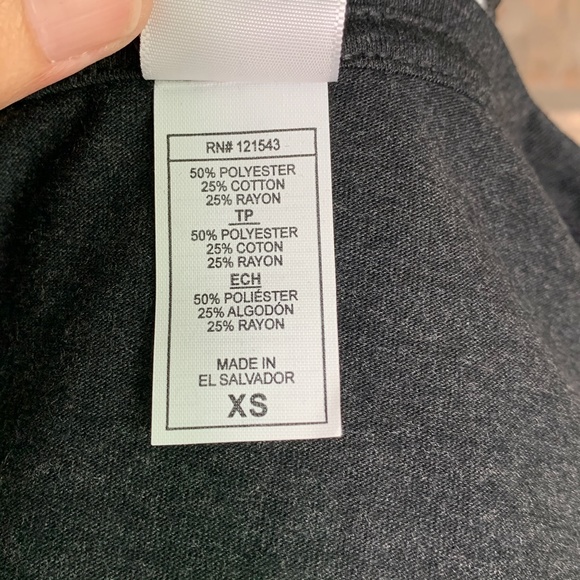 RN# 121543
50% POLYESTER
25% COTTON
25% RAYON
TP
50% POLYESTER
25% COTON
25% RAYON
ECH
50% POLIÉSTER
25% ALGODÓN
25% RAYON
MADE IN
EL SALVADOR
XS